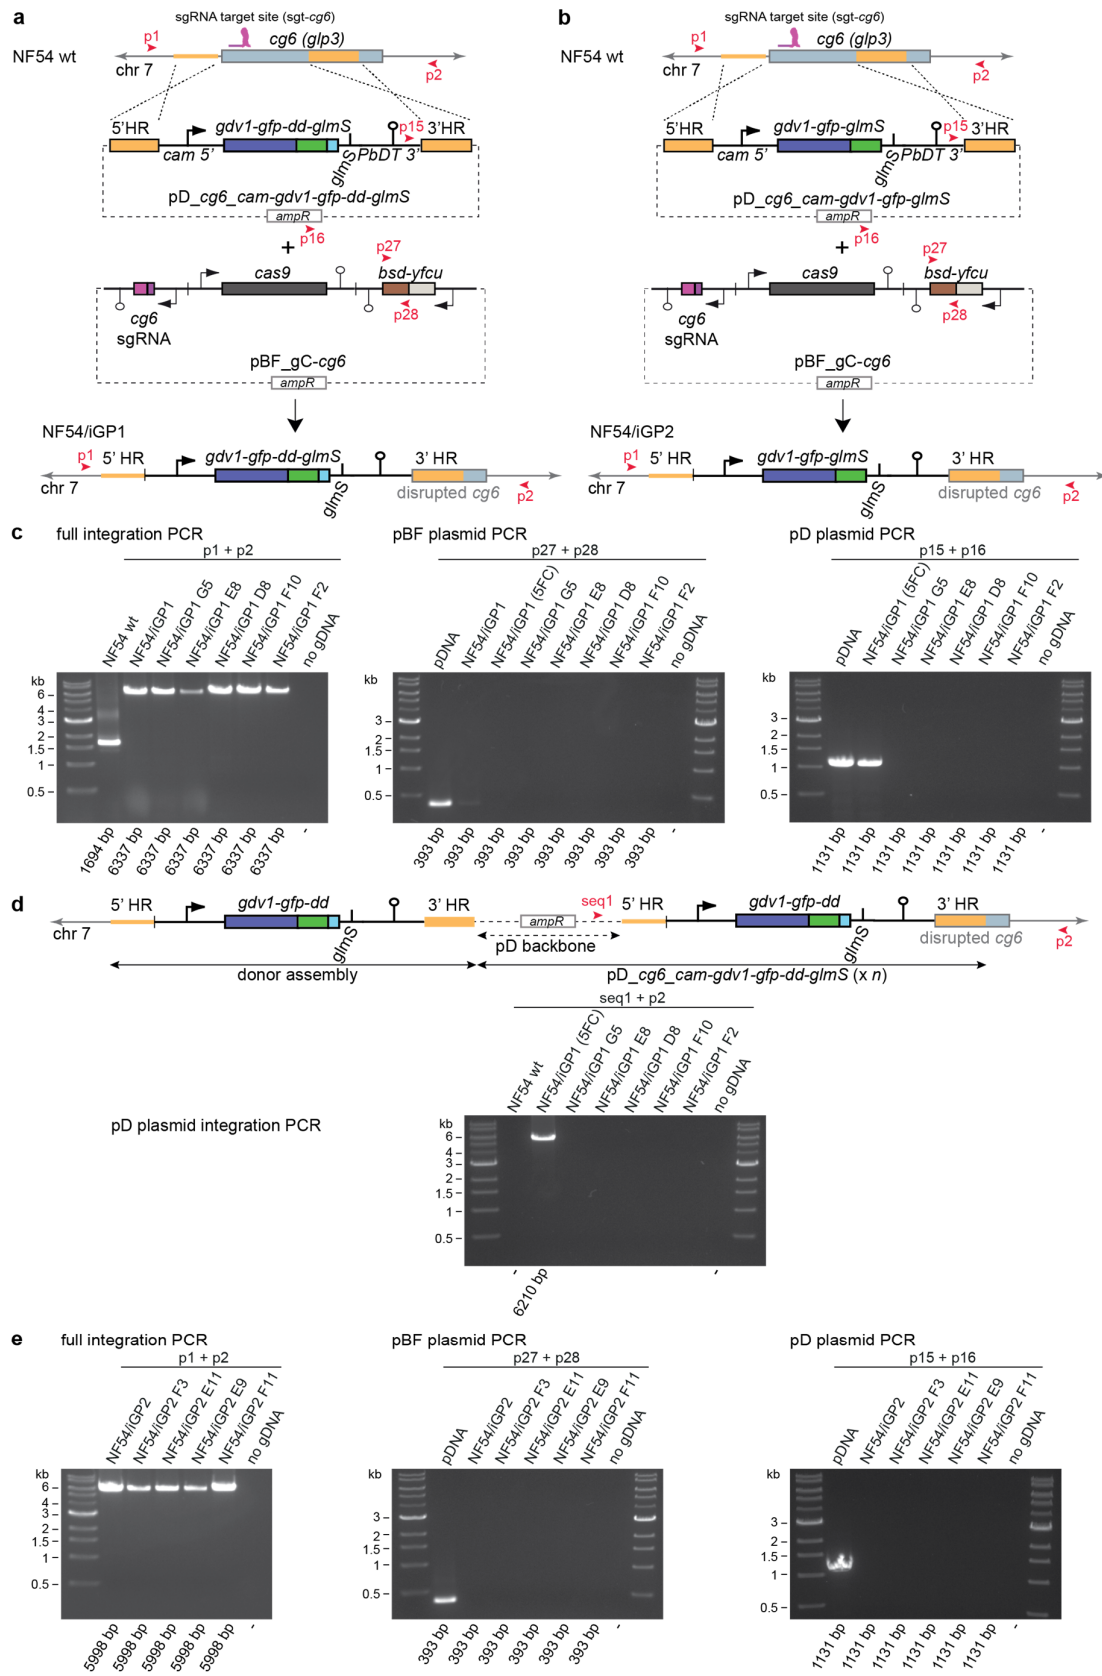 a
sgRNA target site (sgt-cg6)
NF54 wt
p1
cg6 (glp3)
chr 7
p2
5'HR
gdv1-gfp-dd-glmS
p15
3'HR
cam 5'
glmS
PbDT 3'
pD_cg6_cam-gdv1-gfp-dd-glmS
ampR
p16
+
p27
cas9
bsd-yfcu
cg6
sgRNA
p28
pBF_gC-cg6
ampR
NF54/iGP1
p1
5' HR
gdv1-gfp-dd-glmS
3' HR
chr 7
glmS
disrupted cg6
p2
b
sgRNA target site (sgt-cg6)
NF54 wt
p1
cg6 (glp3)
chr 7
p2
5'HR
gdv1-gfp-glmS
p15
3'HR
cam 5'
glmS
PbDT 3'
pD_cg6_cam-gdv1-gfp-glmS
ampR
p16
+
p27
cas9
bsd-yfcu
cg6
sgRNA
p28
pBF_gC-cg6
ampR
NF54/iGP2
p1
5' HR
gdv1-gfp-glmS
3' HR
chr 7
glmS
disrupted cg6
p2
c
full integration PCR
p1 + p2
NF54 wt
NF54/iGP1
NF54/iGP1 G5
NF54/iGP1 E8
NF54/iGP1 D8
NF54/iGP1 F10
NF54/iGP1 F2
no gDNA
kb
6
4
3
2
1.5
1
0.5
1694 bp
6337 bp
6337 bp
6337 bp
6337 bp
6337 bp
6337 bp
-
pBF plasmid PCR
p27 + p28
pDNA
NF54/iGP1
NF54/iGP1 (5FC)
NF54/iGP1 G5
NF54/iGP1 E8
NF54/iGP1 D8
NF54/iGP1 F10
NF54/iGP1 F2
no gDNA
kb
3
2
1.5
1
0.5
393 bp
393 bp
393 bp
393 bp
393 bp
393 bp
393 bp
393 bp
-
pD plasmid PCR
p15 + p16
pDNA
NF54/iGP1 (5FC)
NF54/iGP1 G5
NF54/iGP1 E8
NF54/iGP1 D8
NF54/iGP1 F10
NF54/iGP1 F2
no gDNA
kb
3
2
1.5
1
0.5
1131 bp
1131 bp
1131 bp
1131 bp
1131 bp
1131 bp
1131 bp
-
d
5' HR
gdv1-gfp-dd
3' HR
seq1
ampR
5' HR
gdv1-gfp-dd
3' HR
chr 7
glmS
pD backbone
glmS
disrupted cg6
p2
donor assembly
pD_cg6_cam-gdv1-gfp-dd-glmS (x n)
seq1 + p2
NF54 wt
NF54/iGP1 (5FC)
NF54/iGP1 G5
NF54/iGP1 E8
NF54/iGP1 D8
NF54/iGP1 F10
NF54/iGP1 F2
no gDNA
pD plasmid integration PCR
kb
6
4
3
2
1.5
1
0.5
-
6210 bp
-
e
full integration PCR
p1 + p2
NF54/iGP2
NF54/iGP2 F3
NF54/iGP2 E11
NF54/iGP2 E9
NF54/iGP2 F11
no gDNA
kb
6
4
3
2
1.5
1
0.5
5998 bp
5998 bp
5998 bp
5998 bp
5998 bp
-
pBF plasmid PCR
p27 + p28
pDNA
NF54/iGP2
NF54/iGP2 F3
NF54/iGP2 E11
NF54/iGP2 E9
NF54/iGP2 F11
no gDNA
kb
3
2
1.5
1
0.5
393 bp
393 bp
393 bp
393 bp
393 bp
393 bp
-
pD plasmid PCR
p15 + p16
pDNA
NF54/iGP2
NF54/iGP2 F3
NF54/iGP2 E11
NF54/iGP2 E9
NF54/iGP2 F11
no gDNA
kb
3
2
1.5
1
0.5
1131 bp
1131 bp
1131 bp
1131 bp
1131 bp
1131 bp
-